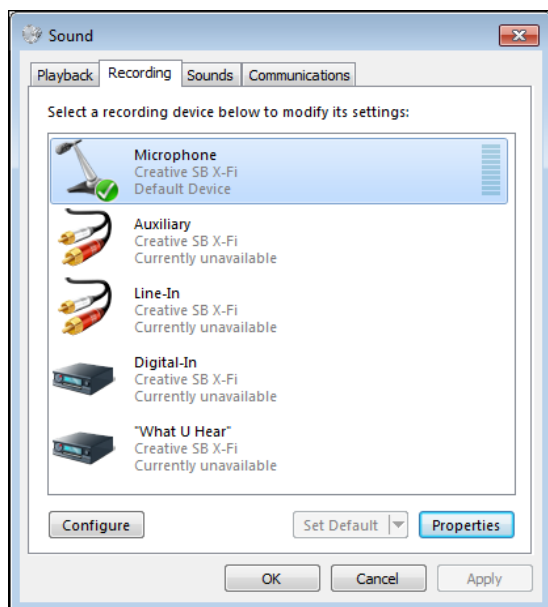 Sound
Playback Recording Sounds Communications
Select a recording device below to modify its settings:
Microphone
Creative SB X-Fi
Default Device
Auxiliary
Creative SB X-Fi
Currently unavailable
Line-In
Creative SB X-Fi
Currently unavailable
Digital-In
Creative SB X-Fi
Currently unavailable
"What U Hear"
Creative SB X-Fi
Currently unavailable
Configure Set Default Properties
OK Cancel Apply